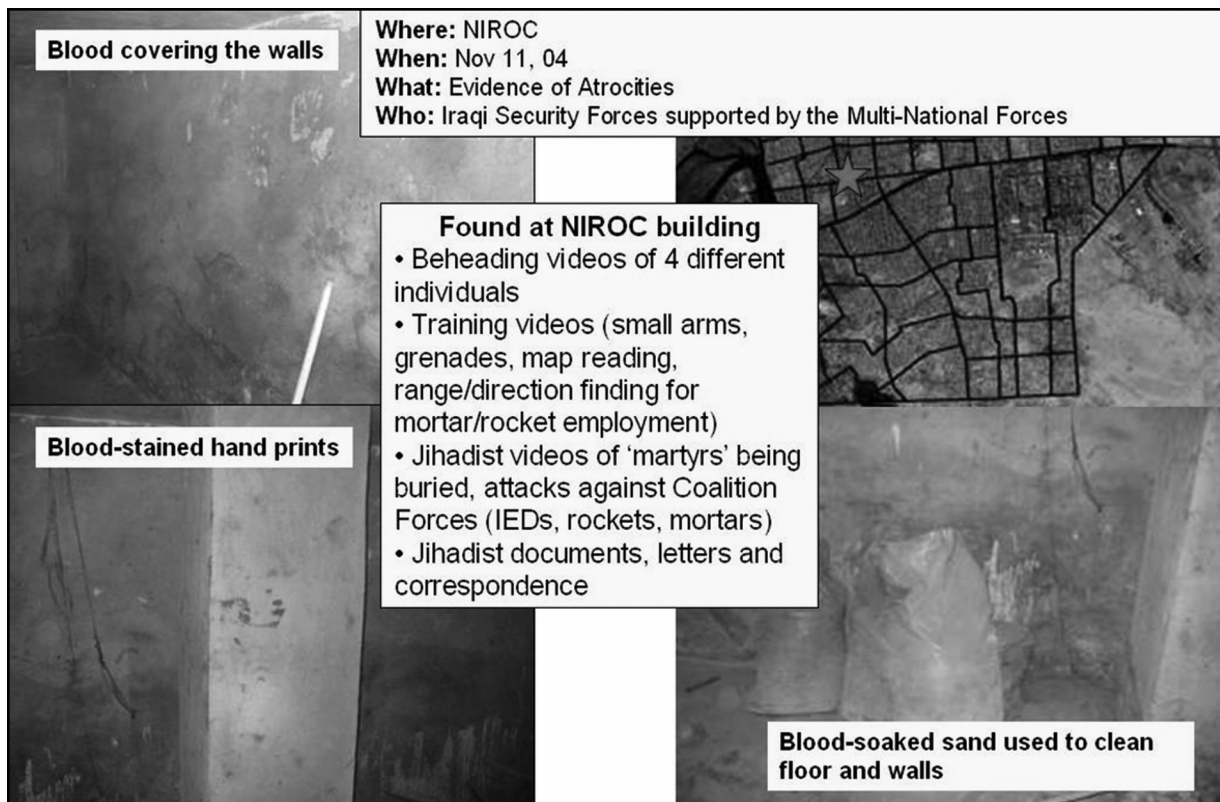 Blood covering the walls
Where: NIROC
When: Nov 11, 04
What: Evidence of Atrocities
Who: Iraqi Security Forces supported by the Multi-National Forces
Found at NIROC building
• Beheading videos of 4 different
individuals
• Training videos (small arms,
grenades, map reading,
range/direction finding for
mortar/rocket employment)
• Jihadist videos of ‘martyrs’ being
buried, attacks against Coalition
Forces (IEDs, rockets, mortars)
• Jihadist documents, letters and
correspondence
Blood-stained hand prints
Blood-soaked sand used to clean
floor and walls